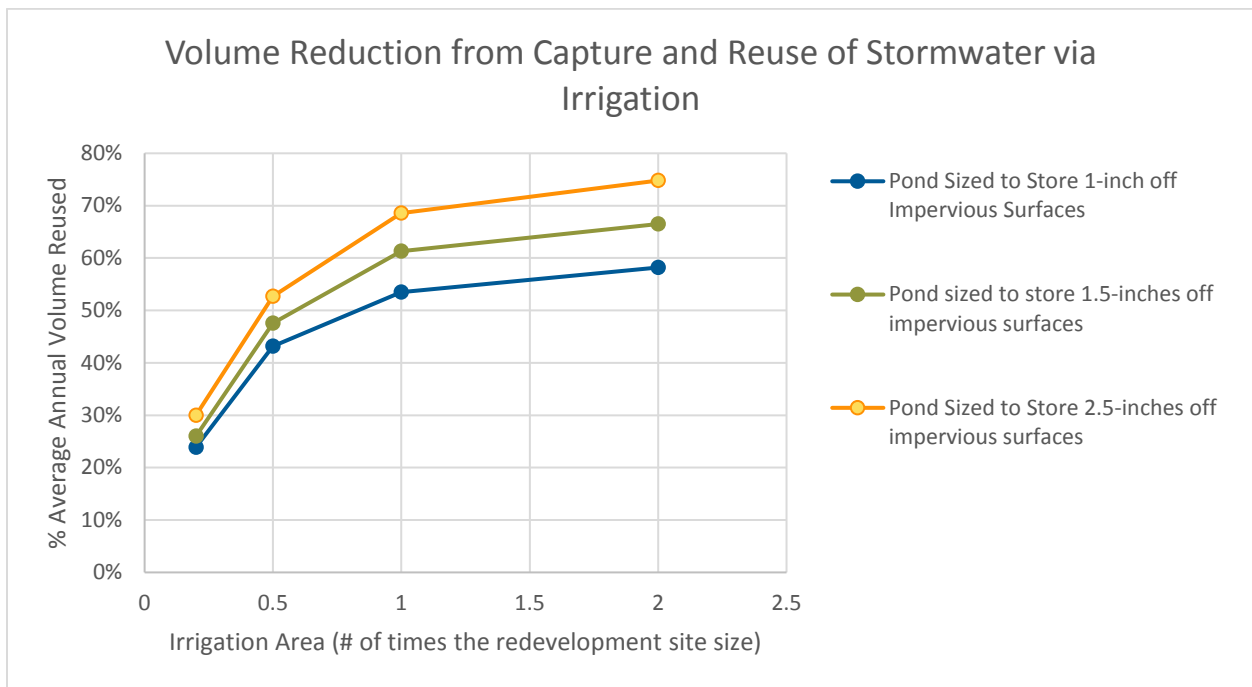 Volume Reduction from Capture and Reuse of Stormwater via
Irrigation
% Average Annual Volume Reused
80%
70%
60%
50%
40%
30%
20%
10%
0%
0
0.5
1
1.5
2
2.5
Irrigation Area (# of times the redevelopment site size)
Pond Sized to Store 1-inch off
Impervious Surfaces
Pond sized to store 1.5-inches off
impervious surfaces
Pond Sized to Store 2.5-inches off
impervious surfaces